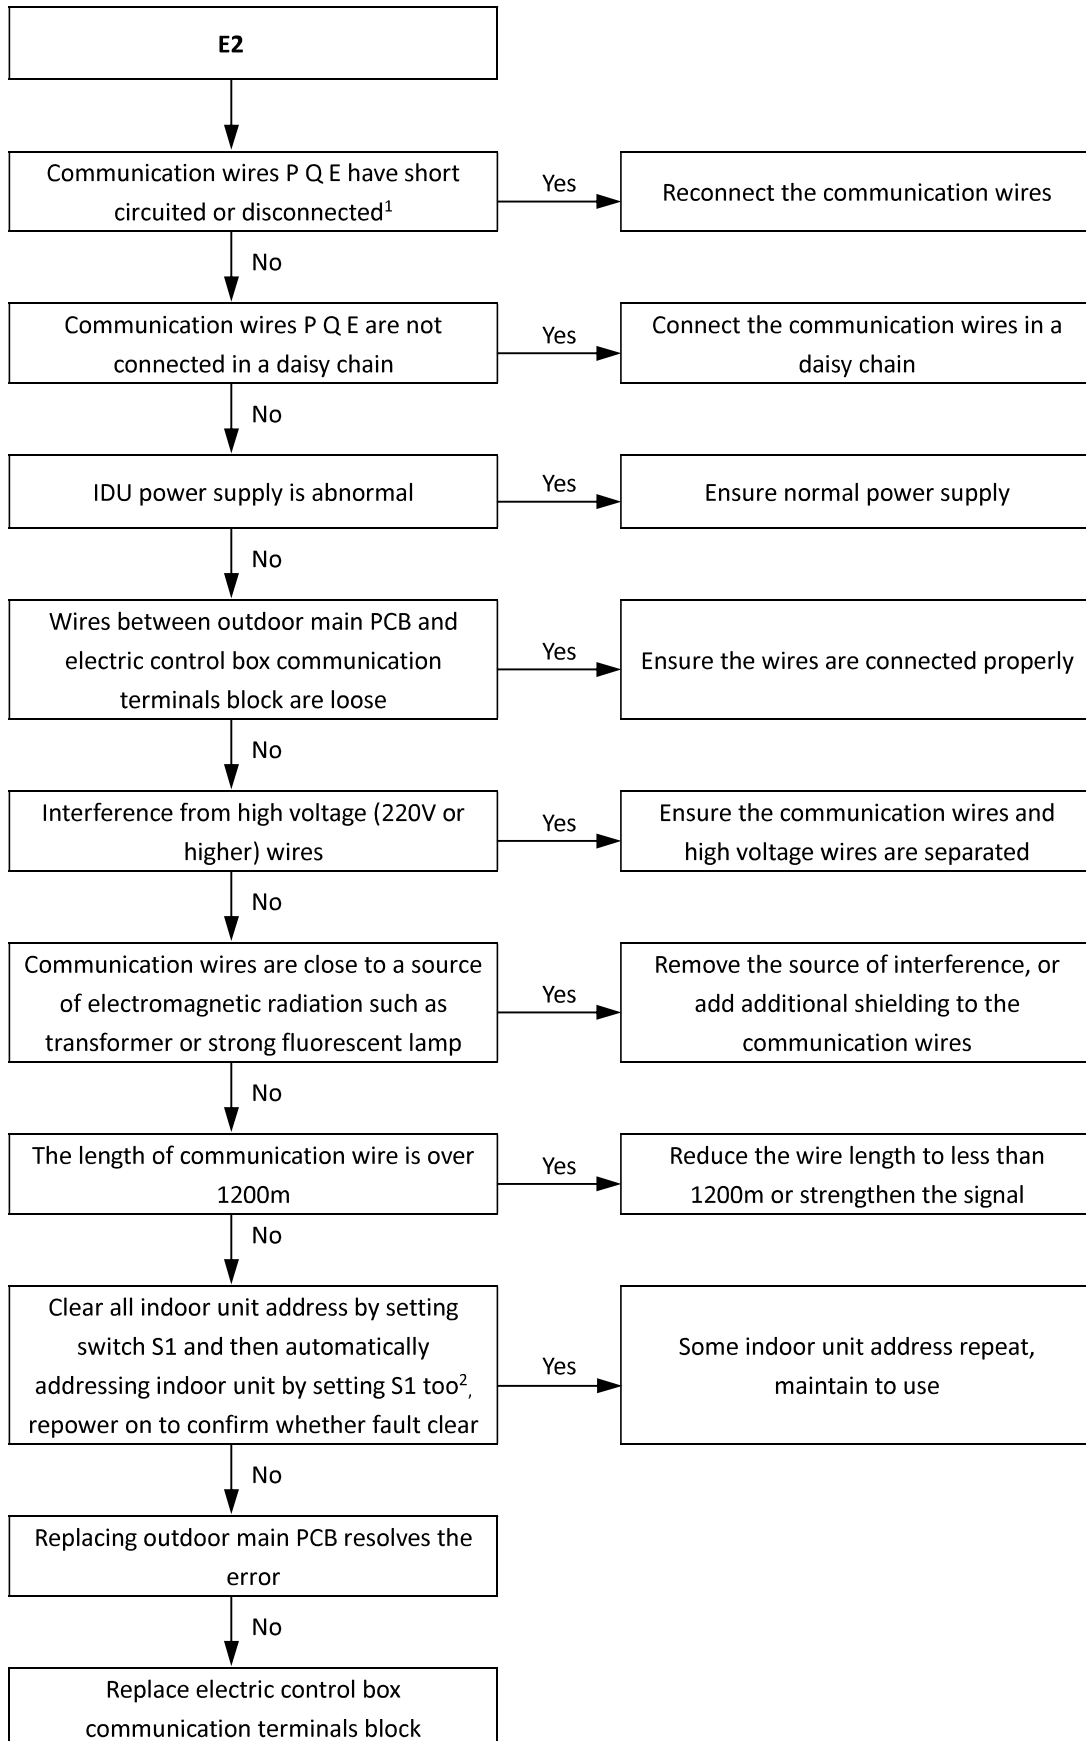 E2
Communication wires P Q E have short
circuited or disconnected1
Yes
Reconnect the communication wires
No
Communication wires P Q E are not
connected in a daisy chain
Yes
Connect the communication wires in a
daisy chain
No
IDU power supply is abnormal
Yes
Ensure normal power supply
No
Wires between outdoor main PCB and
electric control box communication
terminals block are loose
Yes
Ensure the wires are connected properly
No
Interference from high voltage (220V or
higher) wires
Yes
Ensure the communication wires and
high voltage wires are separated
No
Communication wires are close to a source
of electromagnetic radiation such as
transformer or strong fluorescent lamp
Yes
Remove the source of interference, or
add additional shielding to the
communication wires
No
The length of communication wire is over
1200m
Yes
Reduce the wire length to less than
1200m or strengthen the signal
No
Clear all indoor unit address by setting
switch S1 and then automatically
addressing indoor unit by setting S1 too2,
repower on to confirm whether fault clear
Yes
Some indoor unit address repeat,
maintain to use
No
Replacing outdoor main PCB resolves the
error
No
Replace electric control box
communication terminals block